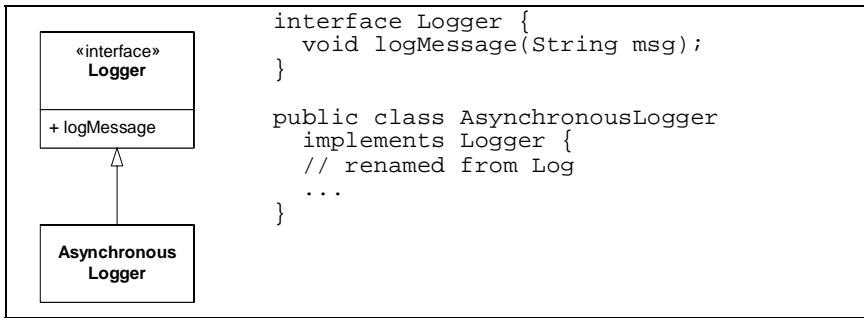 «interface»
Logger
+ logMessage
Asynchronous
Logger
interface Logger {
  void logMessage(String msg);
}
public class AsynchronousLogger
  implements Logger {
  // renamed from Log
  ...
}